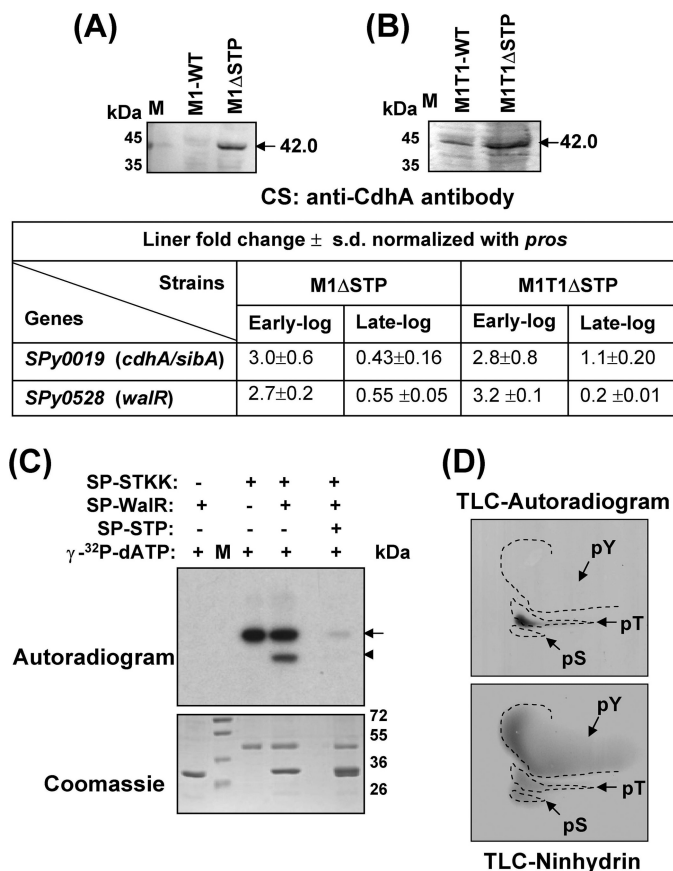 (A)
(B)
M M1-WT M1ΔSTP
M M1T1-WT M1T1ΔSTP
kDa
45
35
42.0
kDa
45
35
42.0
CS: anti-CdhA antibody
Liner fold change ± s.d. normalized with pros
Strains
Genes
M1ΔSTP M1T1ΔSTP
Early-log Late-log Early-log Late-log
SPy0019 (cdhA/sibA) 3.0±0.6 0.43±0.16 2.8±0.8 1.1±0.20
SPy0528 (walR) 2.7±0.2 0.55 ±0.05 3.2 ±0.1 0.2 ±0.01
(C)
SP-STKK: - + + +
SP-WalR: + - + +
SP-STP: - - - +
γ-³²P-dATP: + M + + + kDa
Autoradiogram
72
55
36
26
Coomassie
(D)
TLC-Autoradiogram
pY
pT
pS
pY
pT
pS
TLC-Ninhydrin